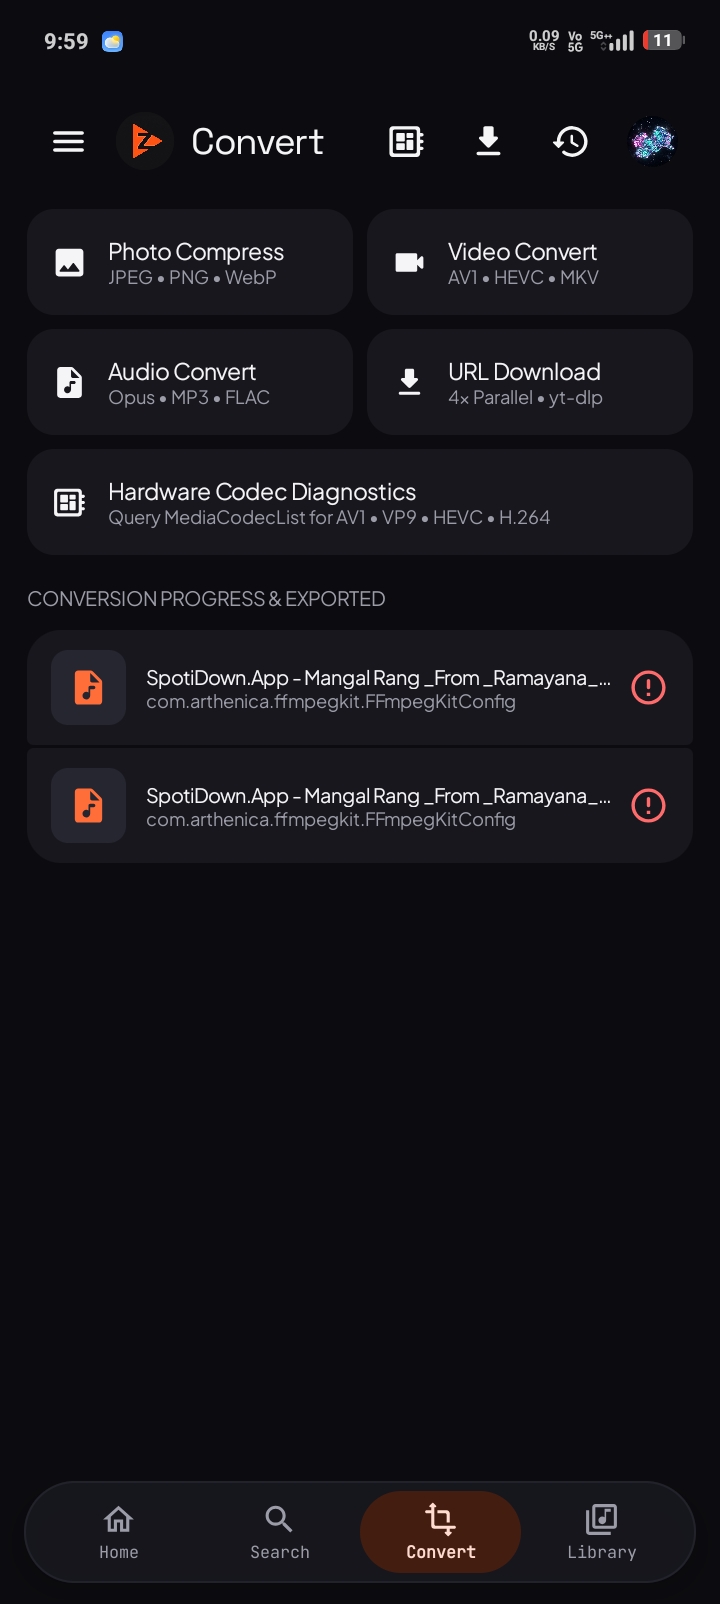 9:59
0.09 KB/S Vo 5G 5G++ 11
Convert
Photo Compress
JPEG • PNG • WebP
Video Convert
AV1 • HEVC • MKV
Audio Convert
Opus • MP3 • FLAC
URL Download
4× Parallel • yt-dlp
Hardware Codec Diagnostics
Query MediaCodecList for AV1 • VP9 • HEVC • H.264
CONVERSION PROGRESS & EXPORTED
SpotiDown.App - Mangal Rang _From _Ramayana_...
com.arthenica.ffmpegkit.FFmpegKitConfig
SpotiDown.App - Mangal Rang _From _Ramayana_...
com.arthenica.ffmpegkit.FFmpegKitConfig
Home
Search
Convert
Library